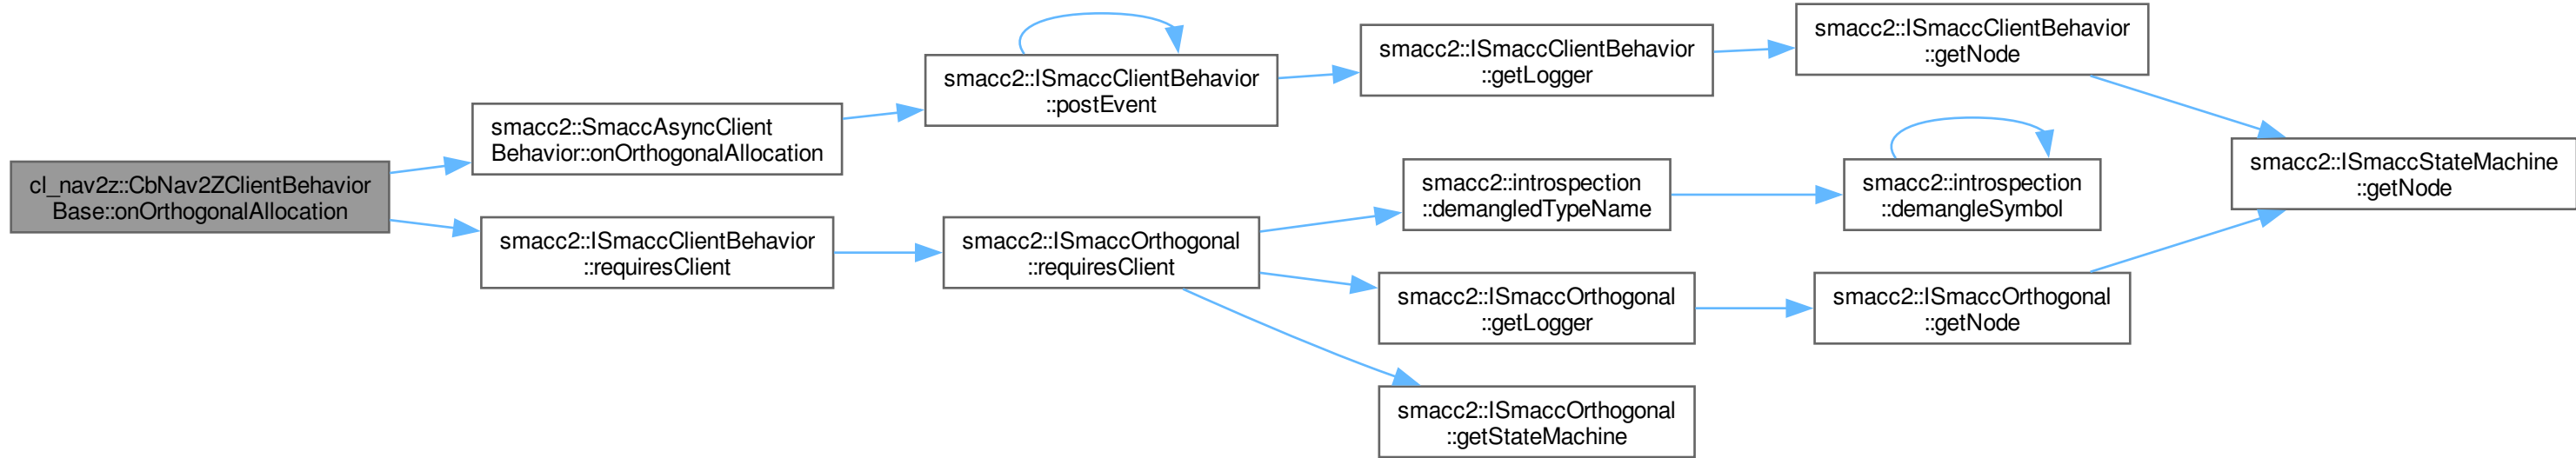 cl_nav2z::CbNav2ZClientBehavior
Base::onOrthogonalAllocation
smacc2::SmaccAsyncClient
Behavior::onOrthogonalAllocation
smacc2::ISmaccClientBehavior
::postEvent
smacc2::ISmaccClientBehavior
::getLogger
smacc2::ISmaccClientBehavior
::getNode
smacc2::ISmaccStateMachine
::getNode
smacc2::ISmaccClientBehavior
::requiresClient
smacc2::ISmaccOrthogonal
::requiresClient
smacc2::introspection
::demangledTypeName
smacc2::introspection
::demangleSymbol
smacc2::ISmaccOrthogonal
::getLogger
smacc2::ISmaccOrthogonal
::getNode
smacc2::ISmaccOrthogonal
::getStateMachine